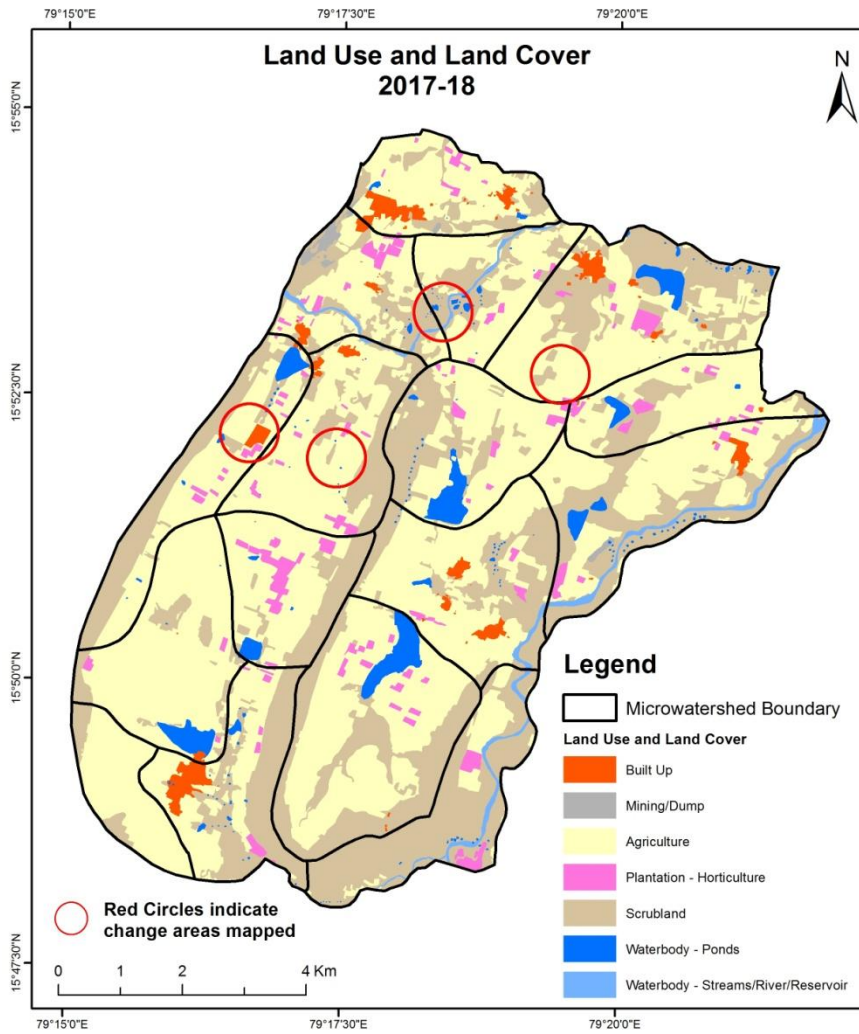 79°15'0"E
79°17'30"E
79°20'0"E
Land Use and Land Cover
2017-18
N
15°55'0"N
15°52'30"N
15°50'0"N
15°47'30"N
Legend
Microwatershed Boundary
Land Use and Land Cover
Built Up
Mining/Dump
Agriculture
Plantation - Horticulture
Scrubland
Waterbody - Ponds
Waterbody - Streams/River/Reservoir
Red Circles indicate
change areas mapped
0 1 2 4 Km
79°15'0"E
79°17'30"E
79°20'0"E